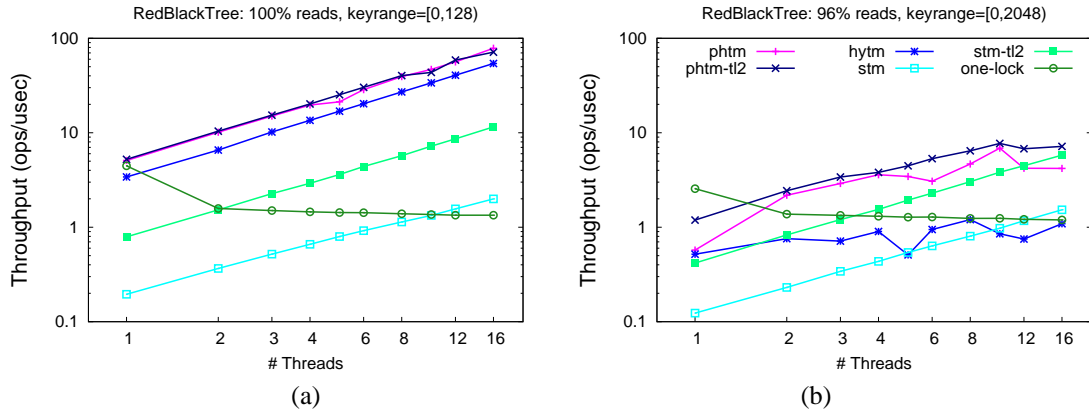 RedBlackTree: 100% reads, keyrange=[0,128)
100
10
1
0.1
Throughput (ops/usec)
1 2 3 4 6 8 12 16
# Threads
(a)
RedBlackTree: 96% reads, keyrange=[0,2048)
phtm hytm stm-tl2
phtm-tl2 stm one-lock
100
10
1
0.1
Throughput (ops/usec)
1 2 3 4 6 8 12 16
# Threads
(b)